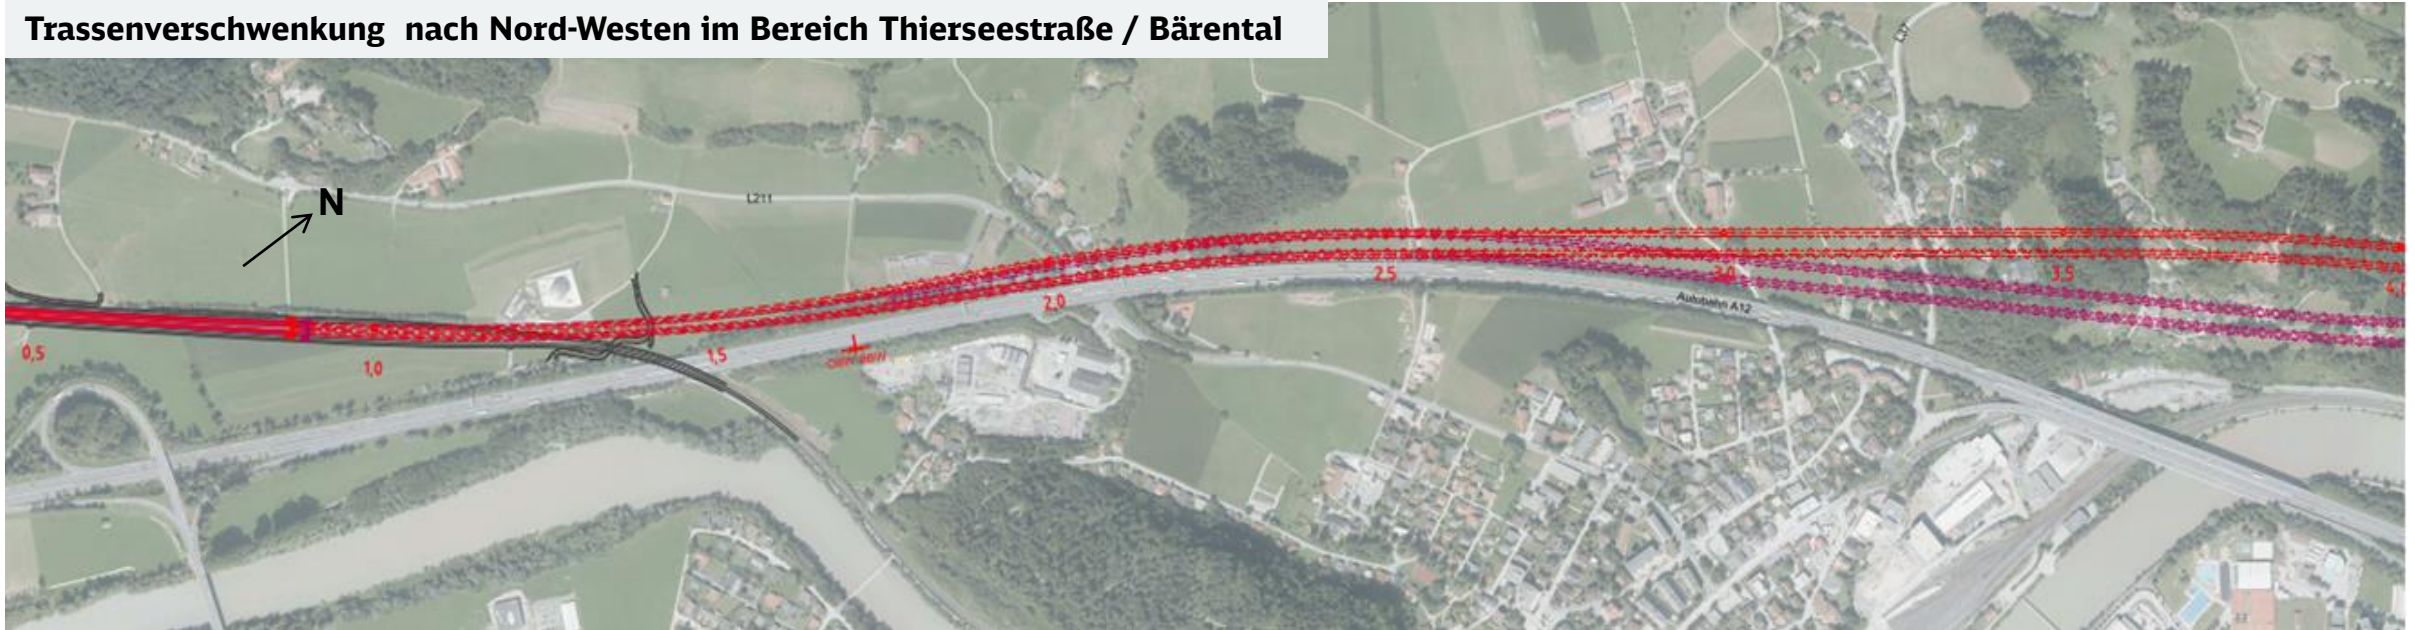 Trassenverschwenkung nach Nord-Westen im Bereich Thierseestraße / Bärental
N
L211
0,5
1,0
1,5
2,0
2,5
3,0
3,5
Autobahn A12